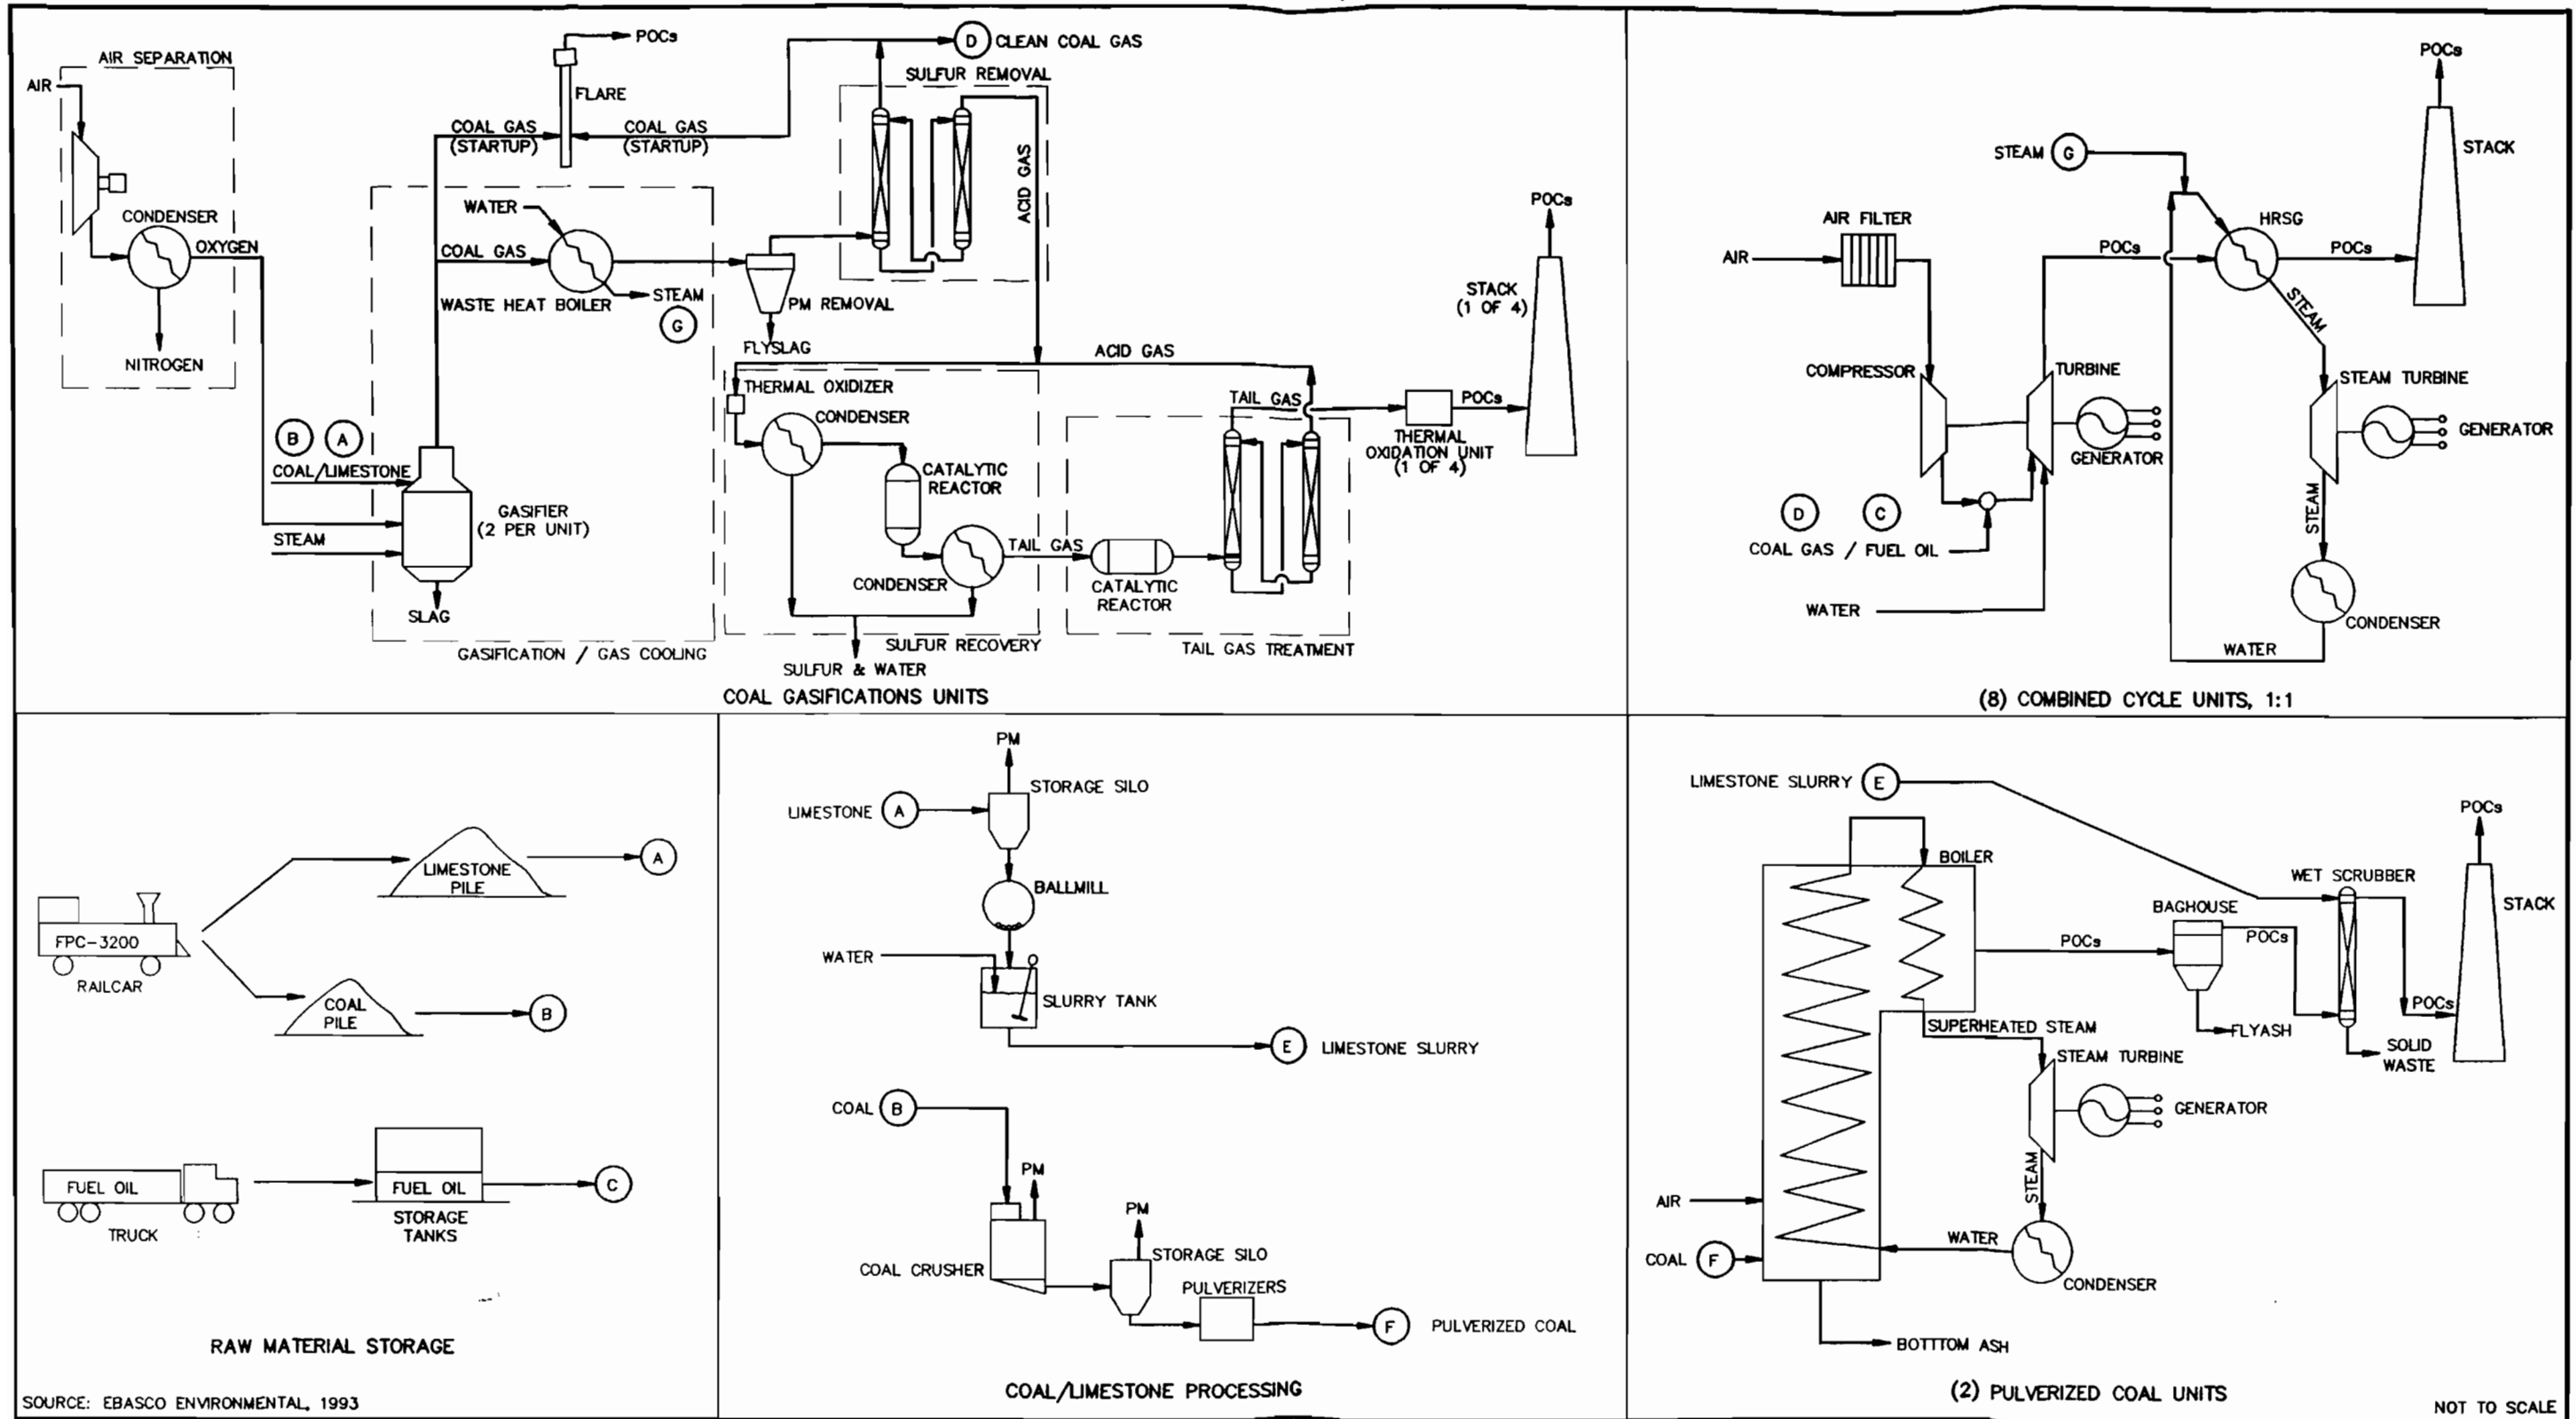 AIR SEPARATION
AIR
CONDENSER
OXYGEN
NITROGEN
POCs
FLARE
COAL GAS
(STARTUP)
COAL GAS
(STARTUP)
D CLEAN COAL GAS
SULFUR REMOVAL
ACID GAS
WATER
COAL GAS
WASTE HEAT BOILER
STEAM
G
PM REMOVAL
FLYSLAG
B A
COAL/LIMESTONE
STEAM
GASIFIER
(2 PER UNIT)
SLAG
GASIFICATION / GAS COOLING
ACID GAS
THERMAL OXIDIZER
CONDENSER
CATALYTIC
REACTOR
CONDENSER
SULFUR RECOVERY
SULFUR & WATER
TAIL GAS
CATALYTIC
REACTOR
TAIL GAS
TAIL GAS TREATMENT
POCs
THERMAL
OXIDATION UNIT
(1 OF 4)
STACK
(1 OF 4)
POCs
COAL GASIFICATIONS UNITS
POCs
STACK
STEAM G
HRSG
AIR FILTER
AIR
POCs
POCs
STEAM
COMPRESSOR
TURBINE
STEAM TURBINE
GENERATOR
GENERATOR
D C
COAL GAS / FUEL OIL
STEAM
WATER
CONDENSER
WATER
(8) COMBINED CYCLE UNITS, 1:1
LIMESTONE
PILE
A
FPC-3200
RAILCAR
COAL
PILE
B
FUEL OIL
TRUCK
FUEL OIL
STORAGE
TANKS
C
RAW MATERIAL STORAGE
SOURCE: EBASCO ENVIRONMENTAL, 1993
PM
STORAGE SILO
LIMESTONE A
BALLMILL
WATER
SLURRY TANK
E LIMESTONE SLURRY
COAL B
PM
PM
COAL CRUSHER
STORAGE SILO
PULVERIZERS
F PULVERIZED COAL
COAL/LIMESTONE PROCESSING
LIMESTONE SLURRY E
POCs
BOILER
WET SCRUBBER
BAGHOUSE
STACK
POCs
POCs
POCs
FLYASH
SOLID
WASTE
SUPERHEATED STEAM
STEAM TURBINE
GENERATOR
STEAM
AIR
WATER
COAL F
CONDENSER
BOTTTOM ASH
(2) PULVERIZED COAL UNITS
NOT TO SCALE